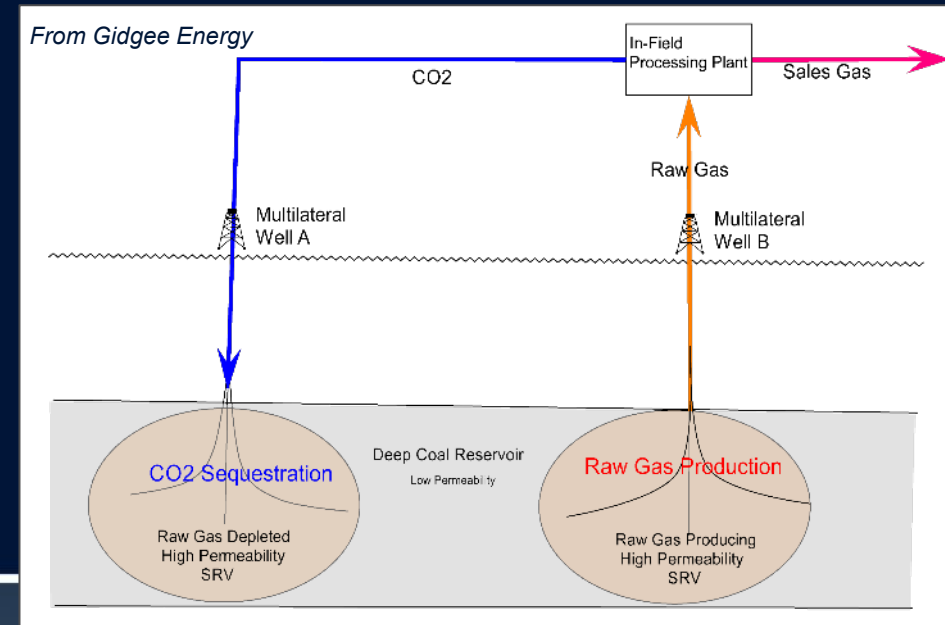 From Gidgee Energy
In-Field
Processing Plant
CO2
Sales Gas
Raw Gas
Multilateral
Well A
Multilateral
Well B
Deep Coal Reservoir
Low Permeability
CO2 Sequestration
Raw Gas Production
Raw Gas Depleted
High Permeability
SRV
Raw Gas Producing
High Permeability
SRV